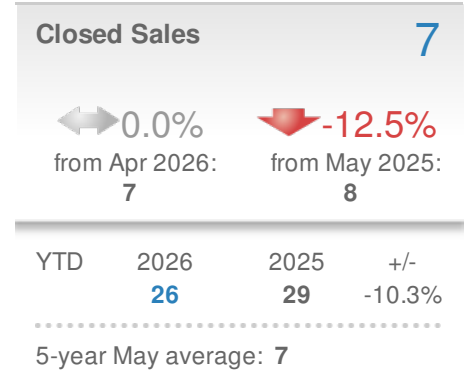 Closed Sales 7
0.0% -12.5%
from Apr 2026: from May 2025:
7 8
YTD 2026 2025 +/-
26 29 -10.3%
5-year May average: 7